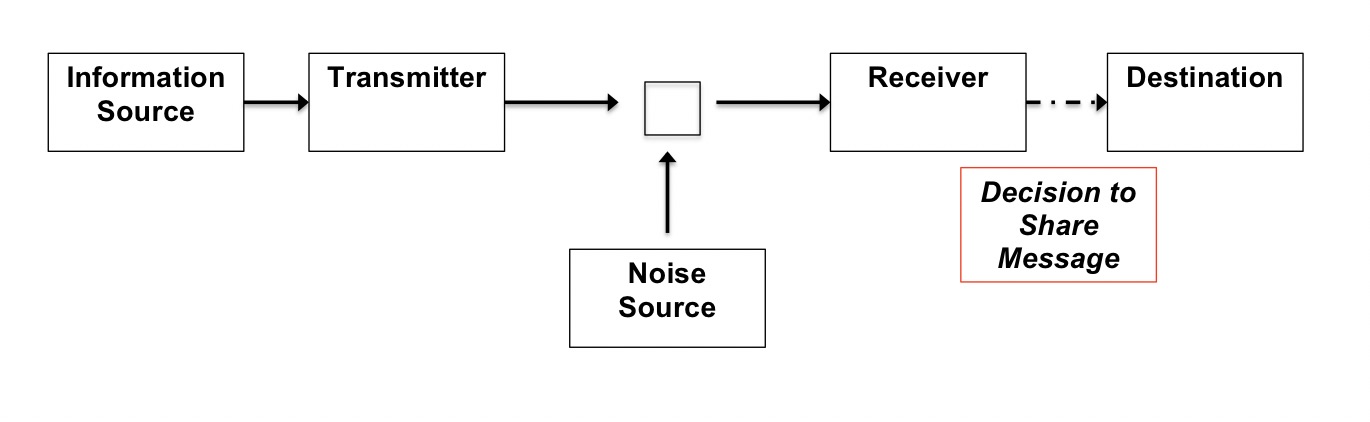 Information
Source
Transmitter
Receiver
Destination
Decision to
Share
Message
Noise
Source